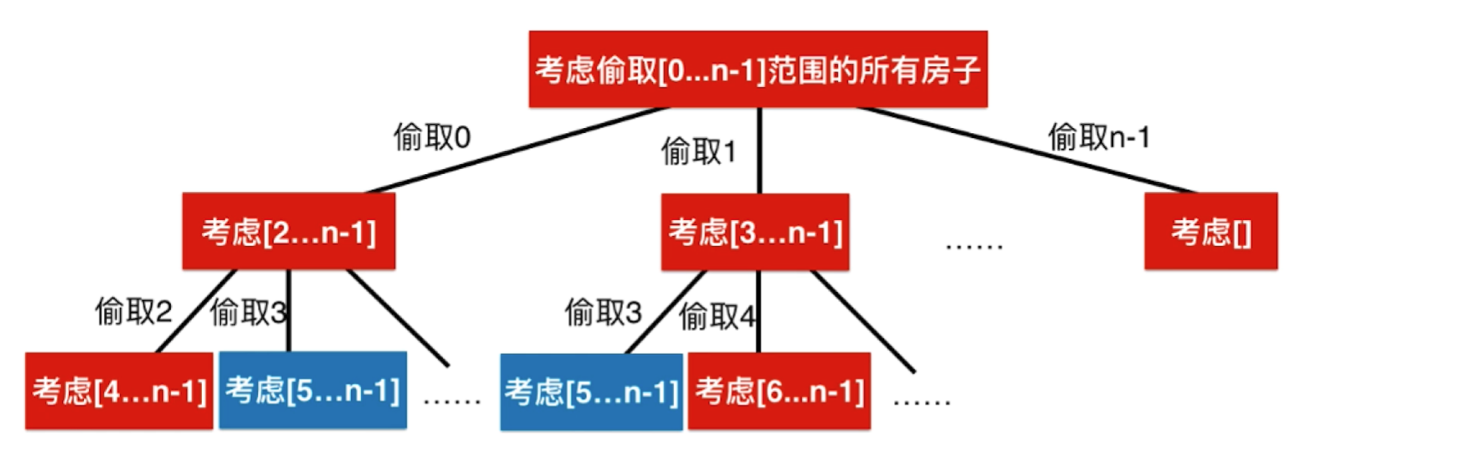 考虑偷取[0...n-1]范围的所有房子
偷取0
偷取1
偷取n-1
考虑[2...n-1]
考虑[3...n-1]
......
考虑[]
偷取2
偷取3
偷取3
偷取4
考虑[4...n-1]
考虑[5...n-1]
......
考虑[5...n-1]
考虑[6...n-1]
......